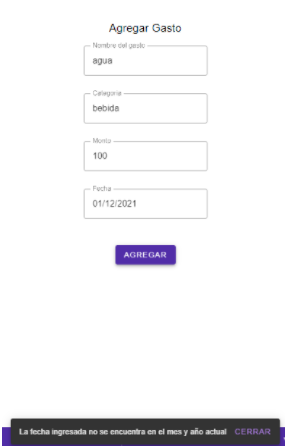 Agregar Gasto
Nombre del gasto
agua
Categoria
bebida
Monto
100
Fecha
01/12/2021
AGREGAR
La fecha ingresada no se encuentra en el mes y año actual CERRAR